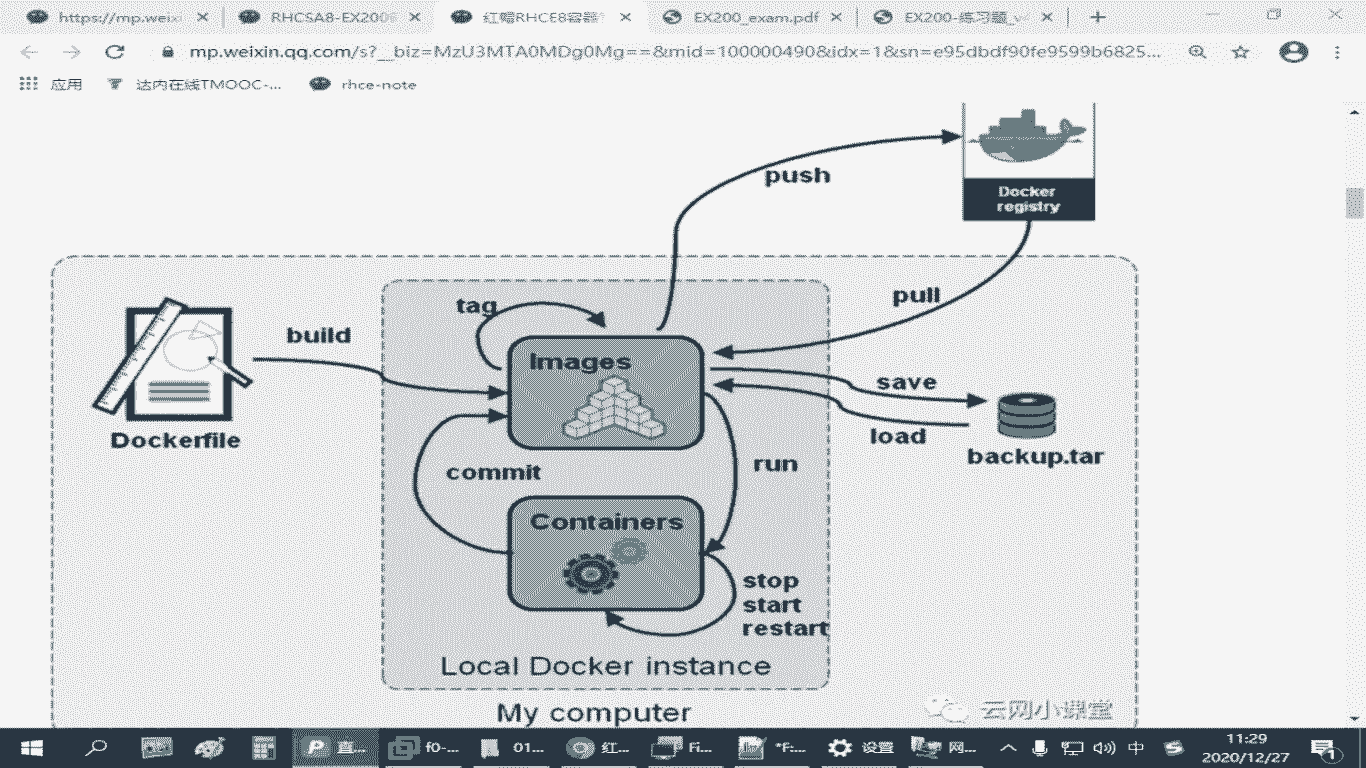 https://mp.weixi
RHCSA8-EX200
红帽RHCE8容器
EX200_exam.pdf
EX200-练习题_v
mp.weixin.qq.com/s?__biz=MzU3MTA0MDg0Mg==&mid=100000490&idx=1&sn=e95dbdf90fe9599b6825...
应用
达内在线TMOOC-...
rhce-note
push
Docker
registry
pull
tag
build
Images
save
load
backup.tar
Dockerfile
commit
run
Containers
stop
start
restart
Local Docker instance
My computer
云网小课堂
直...
f0-...
01...
红...
Fi...
*F:...
设置
网...
中
11:29
2020/12/27